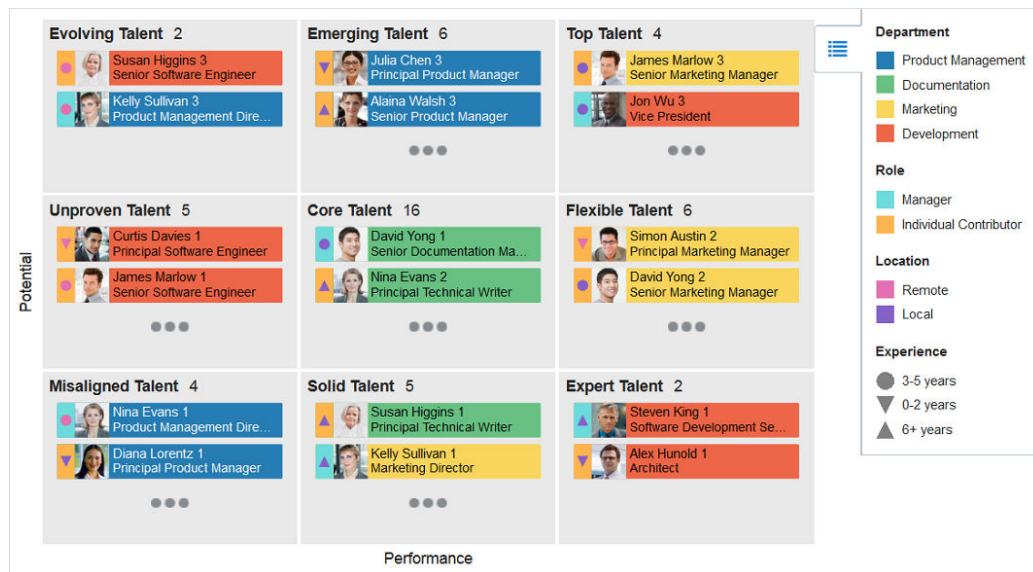 Evolving Talent 2
Susan Higgins 3
Senior Software Engineer
Kelly Sullivan 3
Product Management Dire...
Emerging Talent 6
Julia Chen 3
Principal Product Manager
Alaina Walsh 3
Senior Product Manager
Top Talent 4
James Marlow 3
Senior Marketing Manager
Jon Wu 3
Vice President
Unproven Talent 5
Curtis Davies 1
Principal Software Engineer
James Marlow 1
Senior Software Engineer
Core Talent 16
David Yong 1
Senior Documentation Ma...
Nina Evans 1
Principal Technical Writer
Flexible Talent 6
Simon Austin 2
Principal Marketing Manager
David Yong 2
Senior Marketing Manager
Misaligned Talent 4
Nina Evans 1
Product Management Dire...
Diana Lorentz 1
Principal Product Manager
Solid Talent 5
Susan Higgins 1
Principal Technical Writer
Kelly Sullivan 1
Marketing Director
Expert Talent 2
Steven King 1
Software Development Se...
Alex Hunold 1
Architect
Potential
Performance
Department
Product Management
Documentation
Marketing
Development
Role
Manager
Individual Contributor
Location
Remote
Local
Experience
3-5 years
0-2 years
6+ years